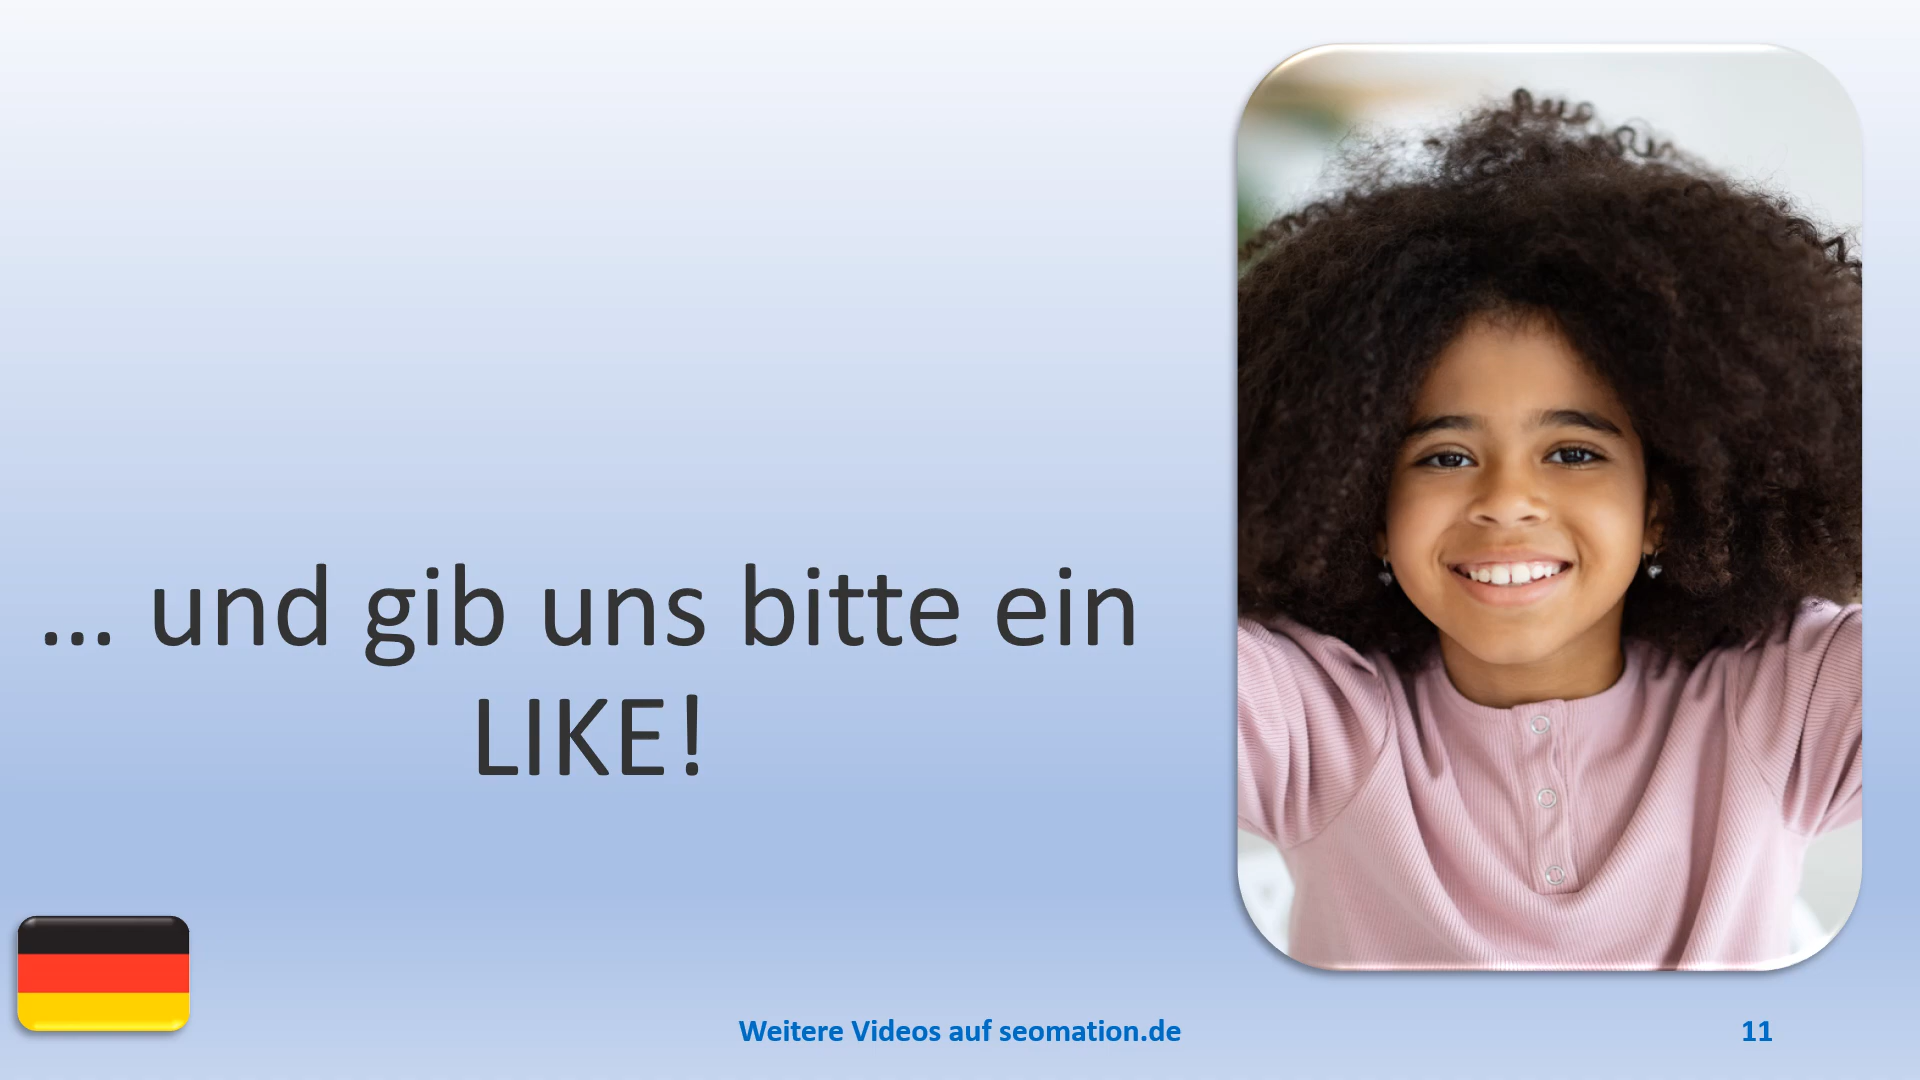 ... und gib uns bitte ein
LIKE!
Weitere Videos auf seomation.de
11